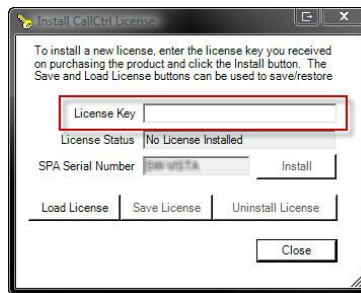 Install CallCtrl License
To install a new license, enter the license key you received
on purchasing the product and click the Install button. The
Save and Load License buttons can be used to save/restore
License Key
License Status No License Installed
SPA Serial Number Install
Load License Save License Uninstall License
Close